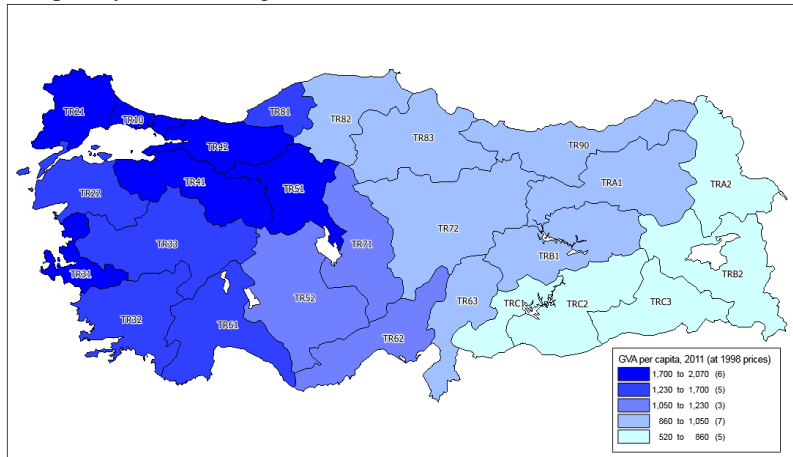 TR21
TR10
TR81
TR82
TR83
TR42
TR90
TR41
TR51
TRA1
TRA2
TR22
TR33
TR71
TR72
TRB1
TRB2
TR31
TR52
TR63
TRC1
TRC2
TRC3
TR32
TR61
TR62
GVA per capita, 2011 (at 1998 prices)
1,700 to 2,070 (6)
1,230 to 1,700 (5)
1,050 to 1,230 (3)
860 to 1,050 (7)
520 to 860 (5)